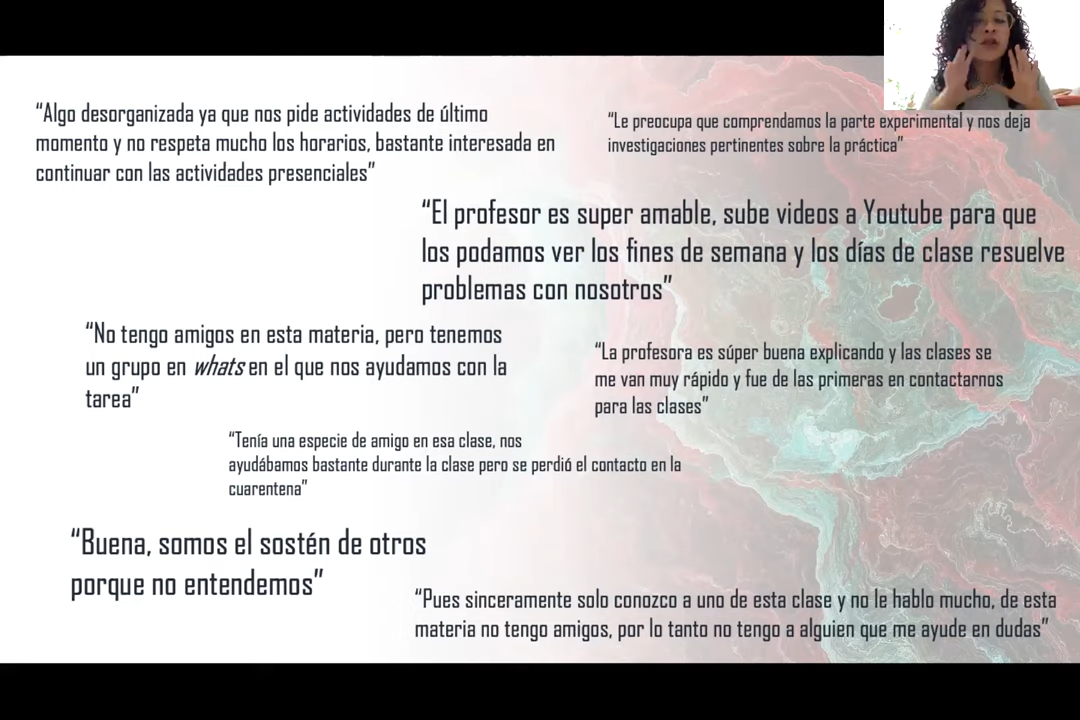 “Algo desorganizada ya que nos pide actividades de último
momento y no respeta mucho los horarios, bastante interesada en
continuar con las actividades presenciales”
“Le preocupa que comprendamos la parte experimental y nos deja
investigaciones pertinentes sobre la práctica”
“El profesor es super amable, sube videos a Youtube para que
los podamos ver los fines de semana y los días de clase resuelve
problemas con nosotros”
“No tengo amigos en esta materia, pero tenemos
un grupo en whats en el que nos ayudamos con la
tarea”
“La profesora es súper buena explicando y las clases se
me van muy rápido y fue de las primeras en contactarnos
para las clases”
“Tenía una especie de amigo en esa clase, nos
ayudábamos bastante durante la clase pero se perdió el contacto en la
cuarentena”
“Buena, somos el sostén de otros
porque no entendemos”
“Pues sinceramente solo conozco a uno de esta clase y no le hablo mucho, de esta
materia no tengo amigos, por lo tanto no tengo a alguien que me ayude en dudas”